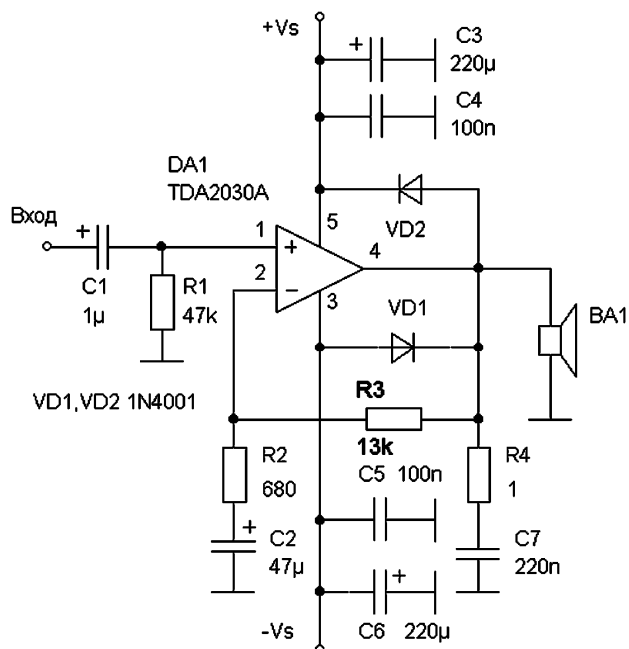 +Vs
+
C3
220µ
C4
100n
DA1
TDA2030A
Вход
+
1
+
5
4
VD2
2
−
3
C1
1µ
R1
47k
VD1
BA1
VD1,VD2 1N4001
R3
13k
R2
680
C5 100n
R4
1
+
C2
47µ
C7
220n
+
-Vs
C6
220µ